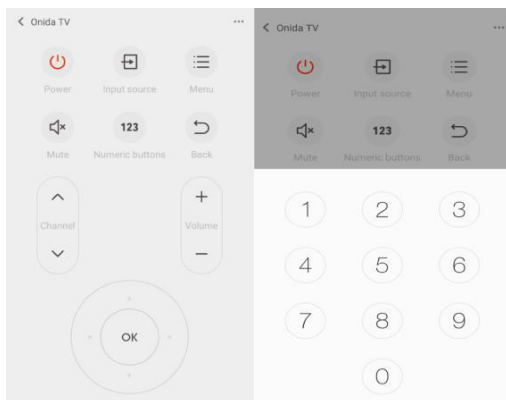 Onida TV
Power Input source Menu
123
Mute Numeric buttons Back
Channel Volume
OK
Onida TV
Power Input source Menu
123
Mute Numeric buttons Back
1 2 3
4 5 6
7 8 9
0